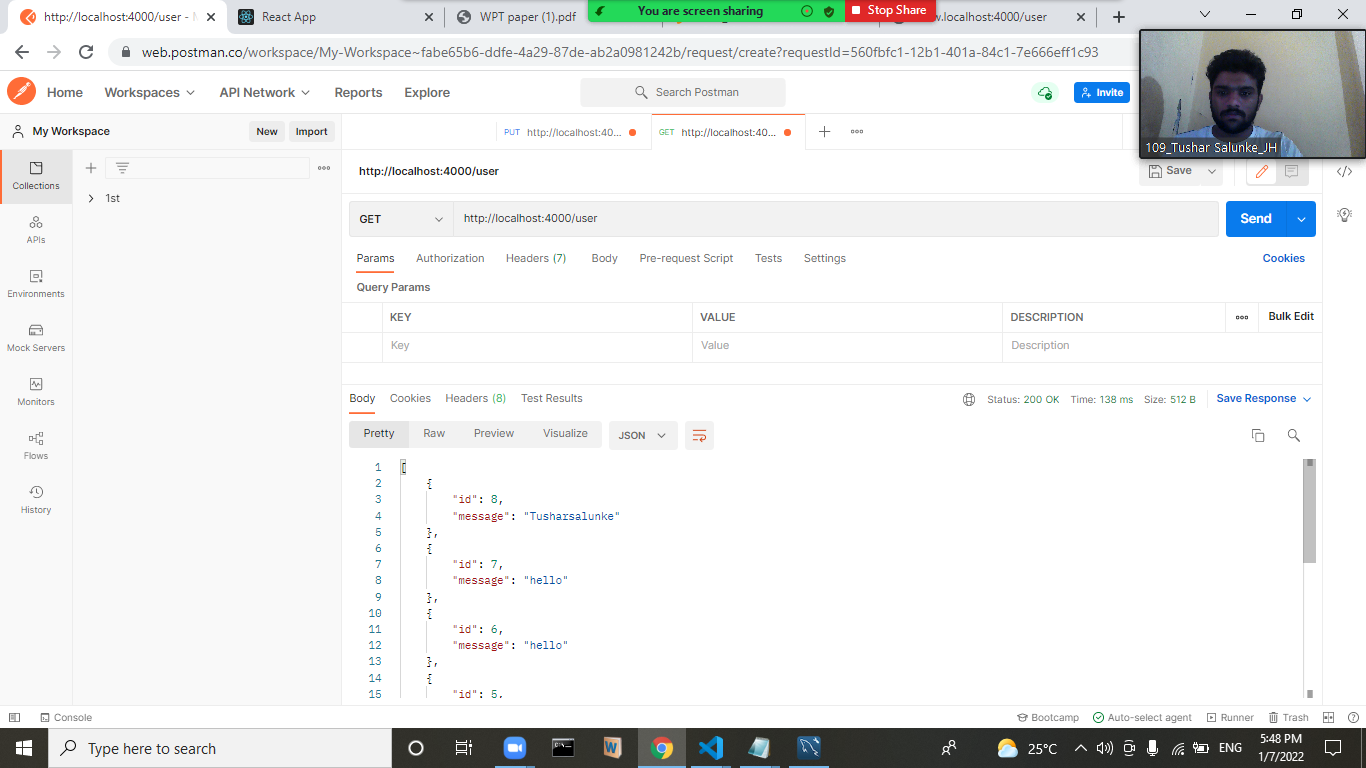 http://localhost:4000/user - 
React App
WPT paper (1).pdf
You are screen sharing
Stop Share
w.localhost:4000/user
web.postman.co/workspace/My-Workspace~fabe65b6-ddfe-4a29-87de-ab2a0981242b/request/create?requestId=560fbfc1-12b1-401a-84c1-7e666eff1c93
Home Workspaces API Network Reports Explore Search Postman Invite
109_Tushar Salunke_JH
My Workspace New Import
PUT http://localhost:40... GET http://localhost:40...
Collections
1st
http://localhost:4000/user Save
GET http://localhost:4000/user Send
APIs
Params Authorization Headers (7) Body Pre-request Script Tests Settings Cookies
Environments
Query Params
KEY VALUE DESCRIPTION Bulk Edit
Key Value Description
Mock Servers
Monitors
Flows
History
Body Cookies Headers (8) Test Results Status: 200 OK Time: 138 ms Size: 512 B Save Response
Pretty Raw Preview Visualize JSON
1 [
2 {
3 "id": 8,
4 "message": "Tusharsalunke"
5 },
6 {
7 "id": 7,
8 "message": "hello"
9 },
10 {
11 "id": 6,
12 "message": "hello"
13 },
14 {
15 "id": 5,
Console Bootcamp Auto-select agent Runner Trash
Type here to search
25°C ENG
5:48 PM
1/7/2022